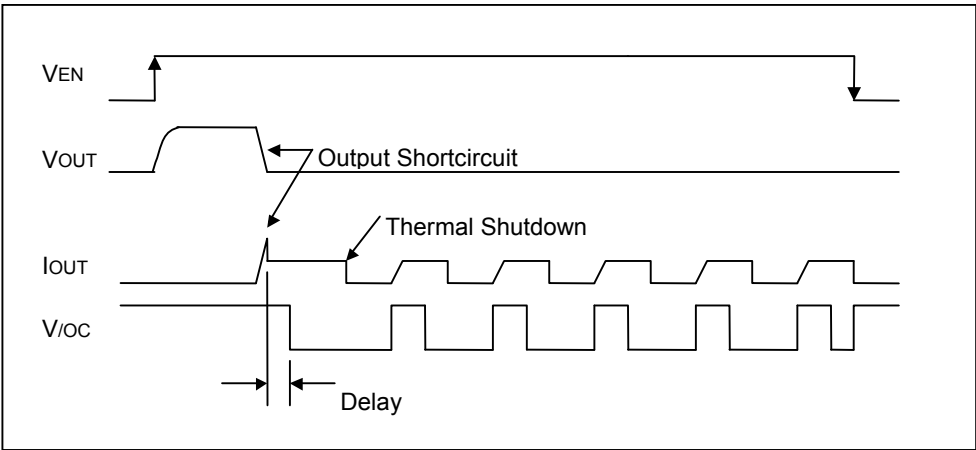 VEN
VOUT
Output Shortcircuit
Thermal Shutdown
IOUT
V/OC
Delay